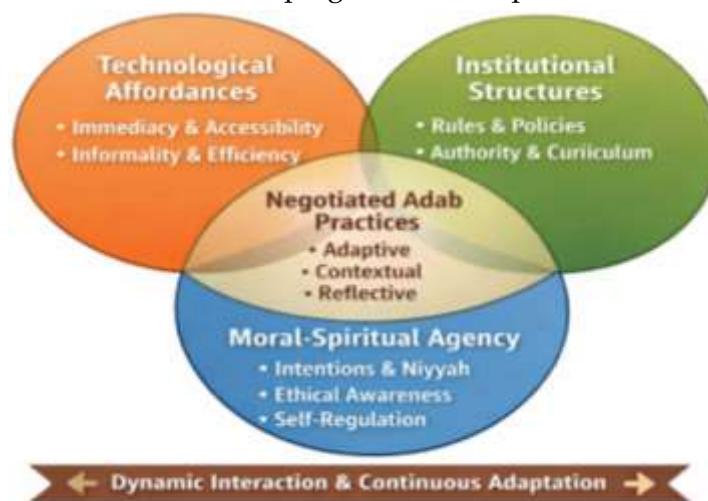 Technological
Affordances
• Immediacy & Accessibility
• Informality & Efficiency
Institutional
Structures
• Rules & Policies
• Authority & Curiiculum
Negotiated Adab
Practices
• Adaptive
• Contextual
• Reflective
Moral-Spiritual Agency
• Intentions & Niyyah
• Ethical Awareness
• Self-Regulation
Dynamic Interaction & Continuous Adaptation